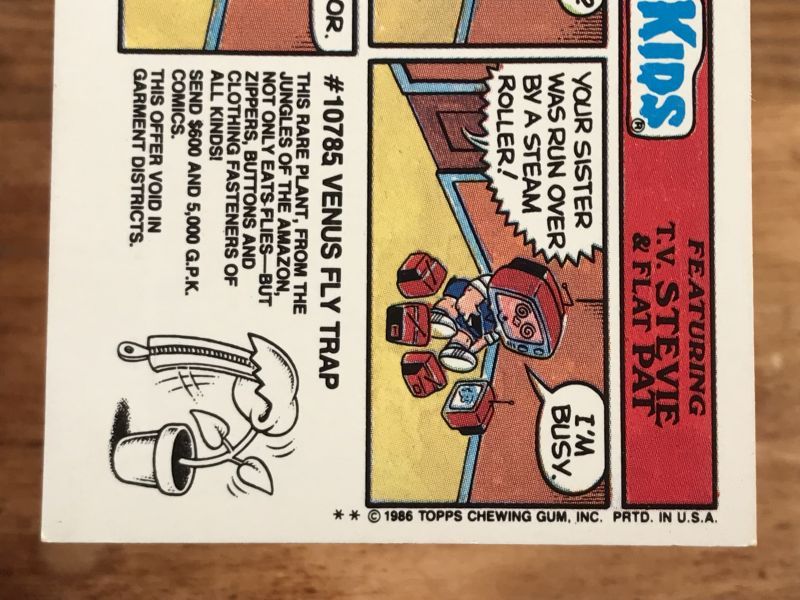 KIDS®
FEATURING
T.V. STEVIE
& FLAT PAT
OR.
?
YOUR SISTER
WAS RUN OVER
BY A STEAM
ROLLER!
I'M
BUSY.
#10785 VENUS FLY TRAP
THIS RARE PLANT, FROM THE
JUNGLES OF THE AMAZON,
NOT ONLY EATS FLIES—BUT
ZIPPERS, BUTTONS AND
CLOTHING FASTENERS OF
ALL KINDS!
SEND $600 AND 5,000 G.P.K.
COMICS.
THIS OFFER VOID IN
GARMENT DISTRICTS.
** © 1986 TOPPS CHEWING GUM, INC. PRTD. IN U.S.A.